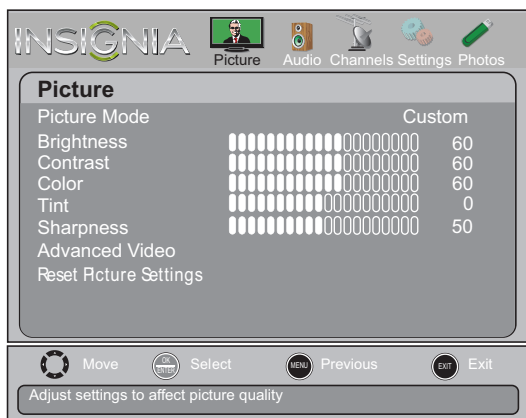 INSIGNIA
Picture Audio Channels Settings Photos
Picture
Picture Mode Custom
Brightness 60
Contrast 60
Color 60
Tint 0
Sharpness 50
Advanced Video
Reset Picture Settings
Move OK ENTER Select MENU Previous EXIT Exit
Adjust settings to affect picture quality